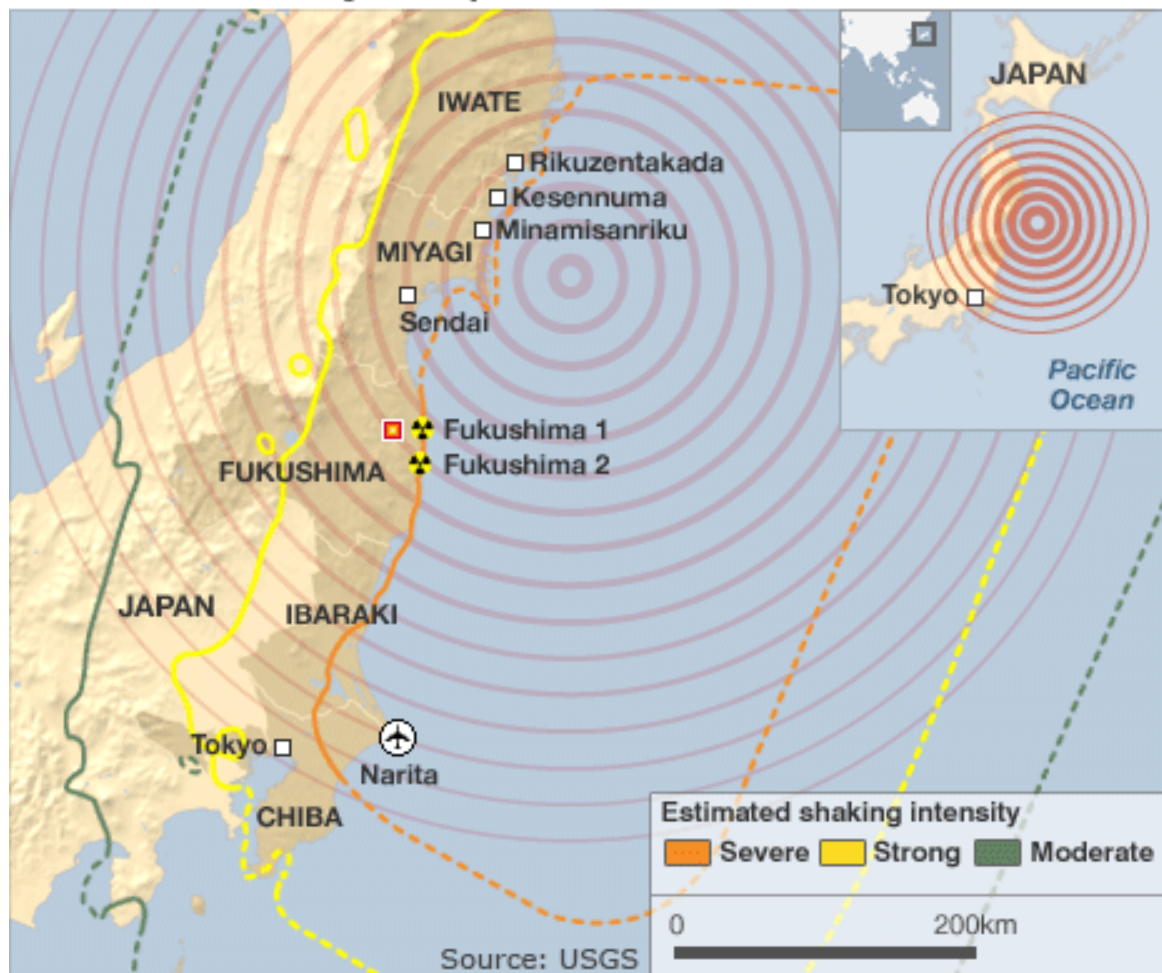 IWATE
JAPAN
Rikuzentakada
Kesennuma
Minamisanriku
MIYAGI
Sendai
Tokyo
Pacific
Ocean
Fukushima 1
Fukushima 2
FUKUSHIMA
JAPAN
IBARAKI
Tokyo
Narita
CHIBA
Estimated shaking intensity
Severe Strong Moderate
0 200km
Source: USGS